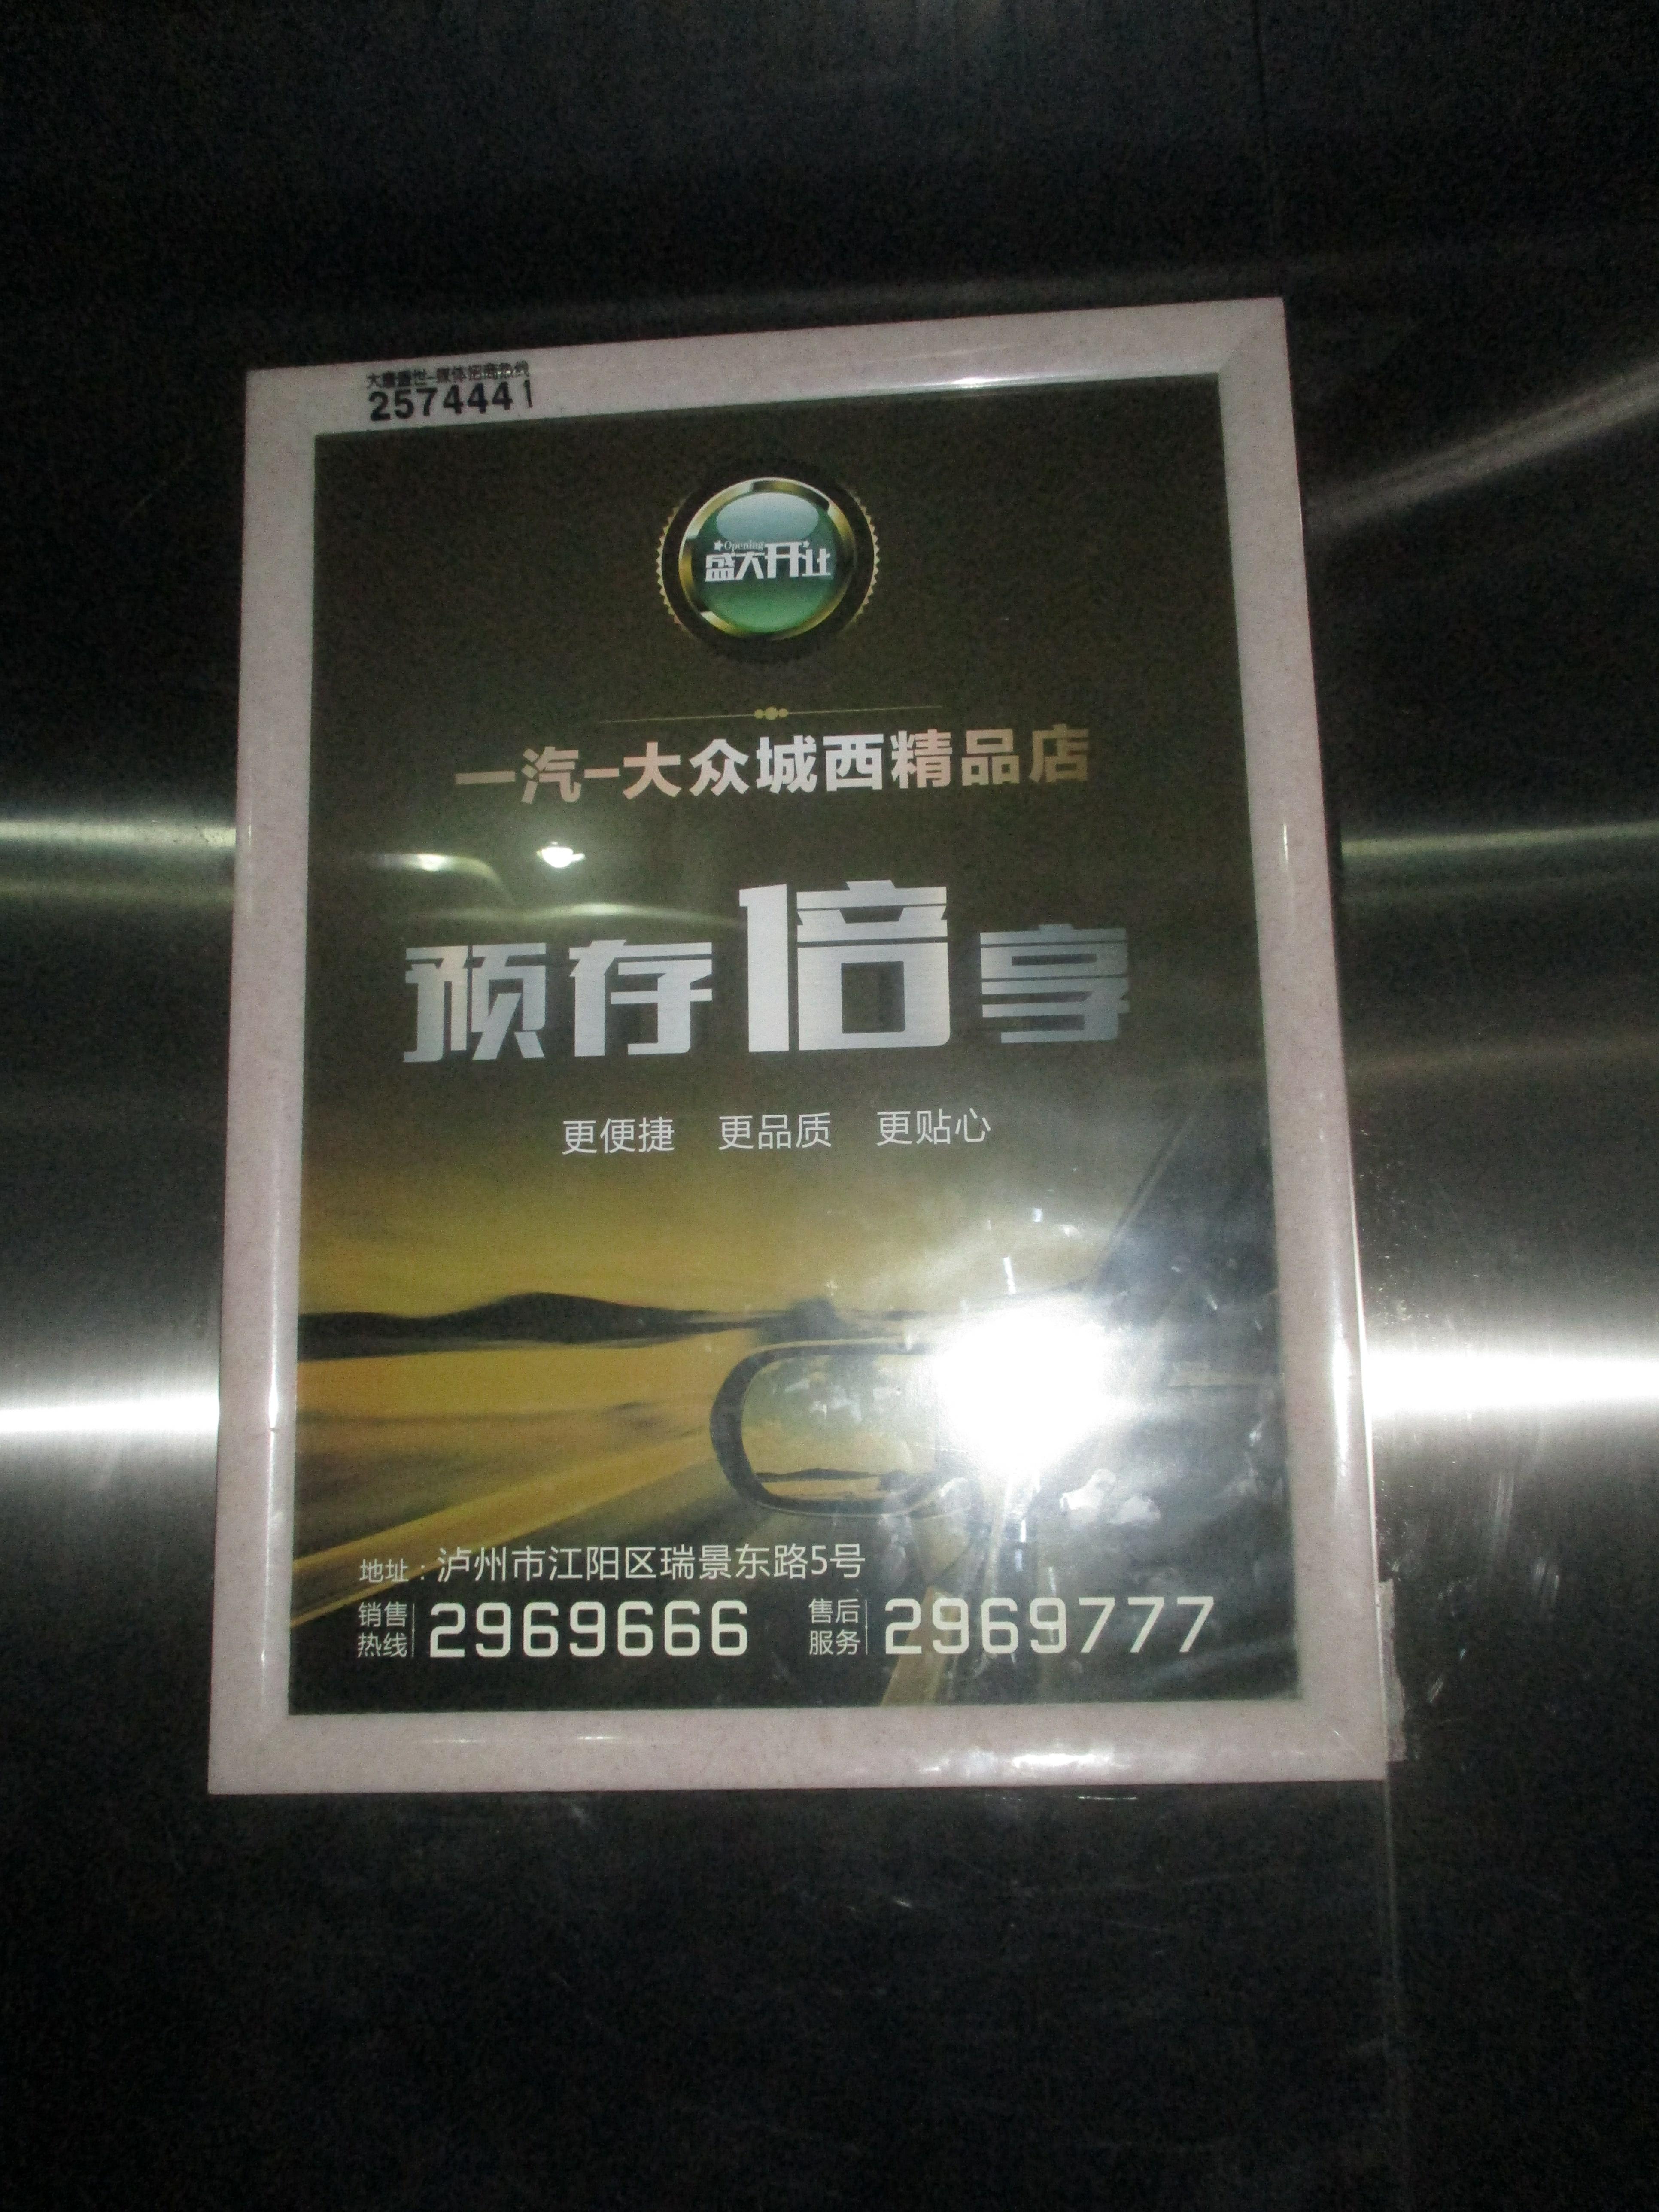 2574441
Opening
盛大开业
一汽-大众城西精品店
预存倍享
更便捷 更品质 更贴心
地址：泸州市江阳区瑞景东路5号
销售热线 2969666 售后服务 2969777